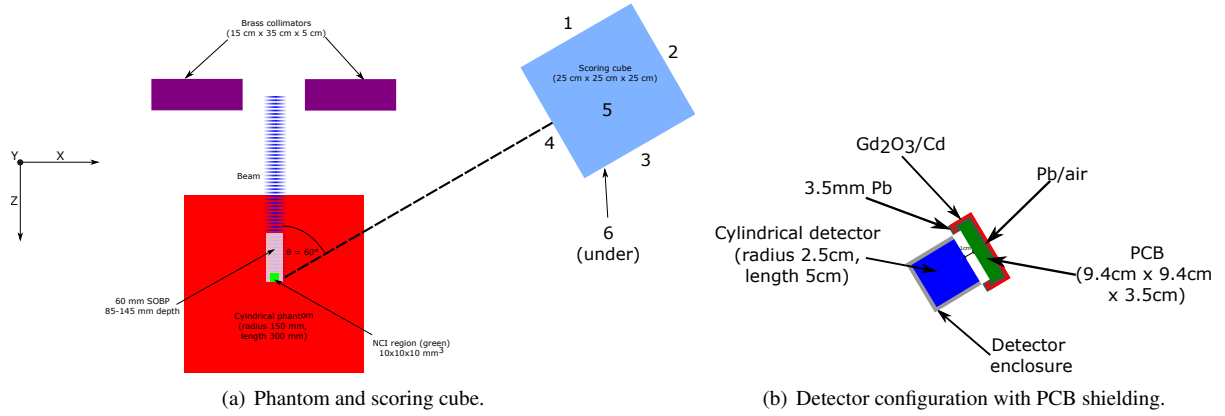 Brass collimators
(15 cm x 35 cm x 5 cm)
1
2
Scoring cube
(25 cm x 25 cm x 25 cm)
5
4
3
6
(under)
Y
X
Z
Beam
θ = 60°
60 mm SOBP
85-145 mm depth
Cylindrical phantom
(radius 150 mm,
length 300 mm)
NCI region (green)
10x10x10 mm³
(a) Phantom and scoring cube.
Gd₂O₃/Cd
3.5mm Pb
Pb/air
Cylindrical detector
(radius 2.5cm,
length 5cm)
1cm
PCB
(9.4cm x 9.4cm
x 3.5cm)
Detector
enclosure
(b) Detector configuration with PCB shielding.